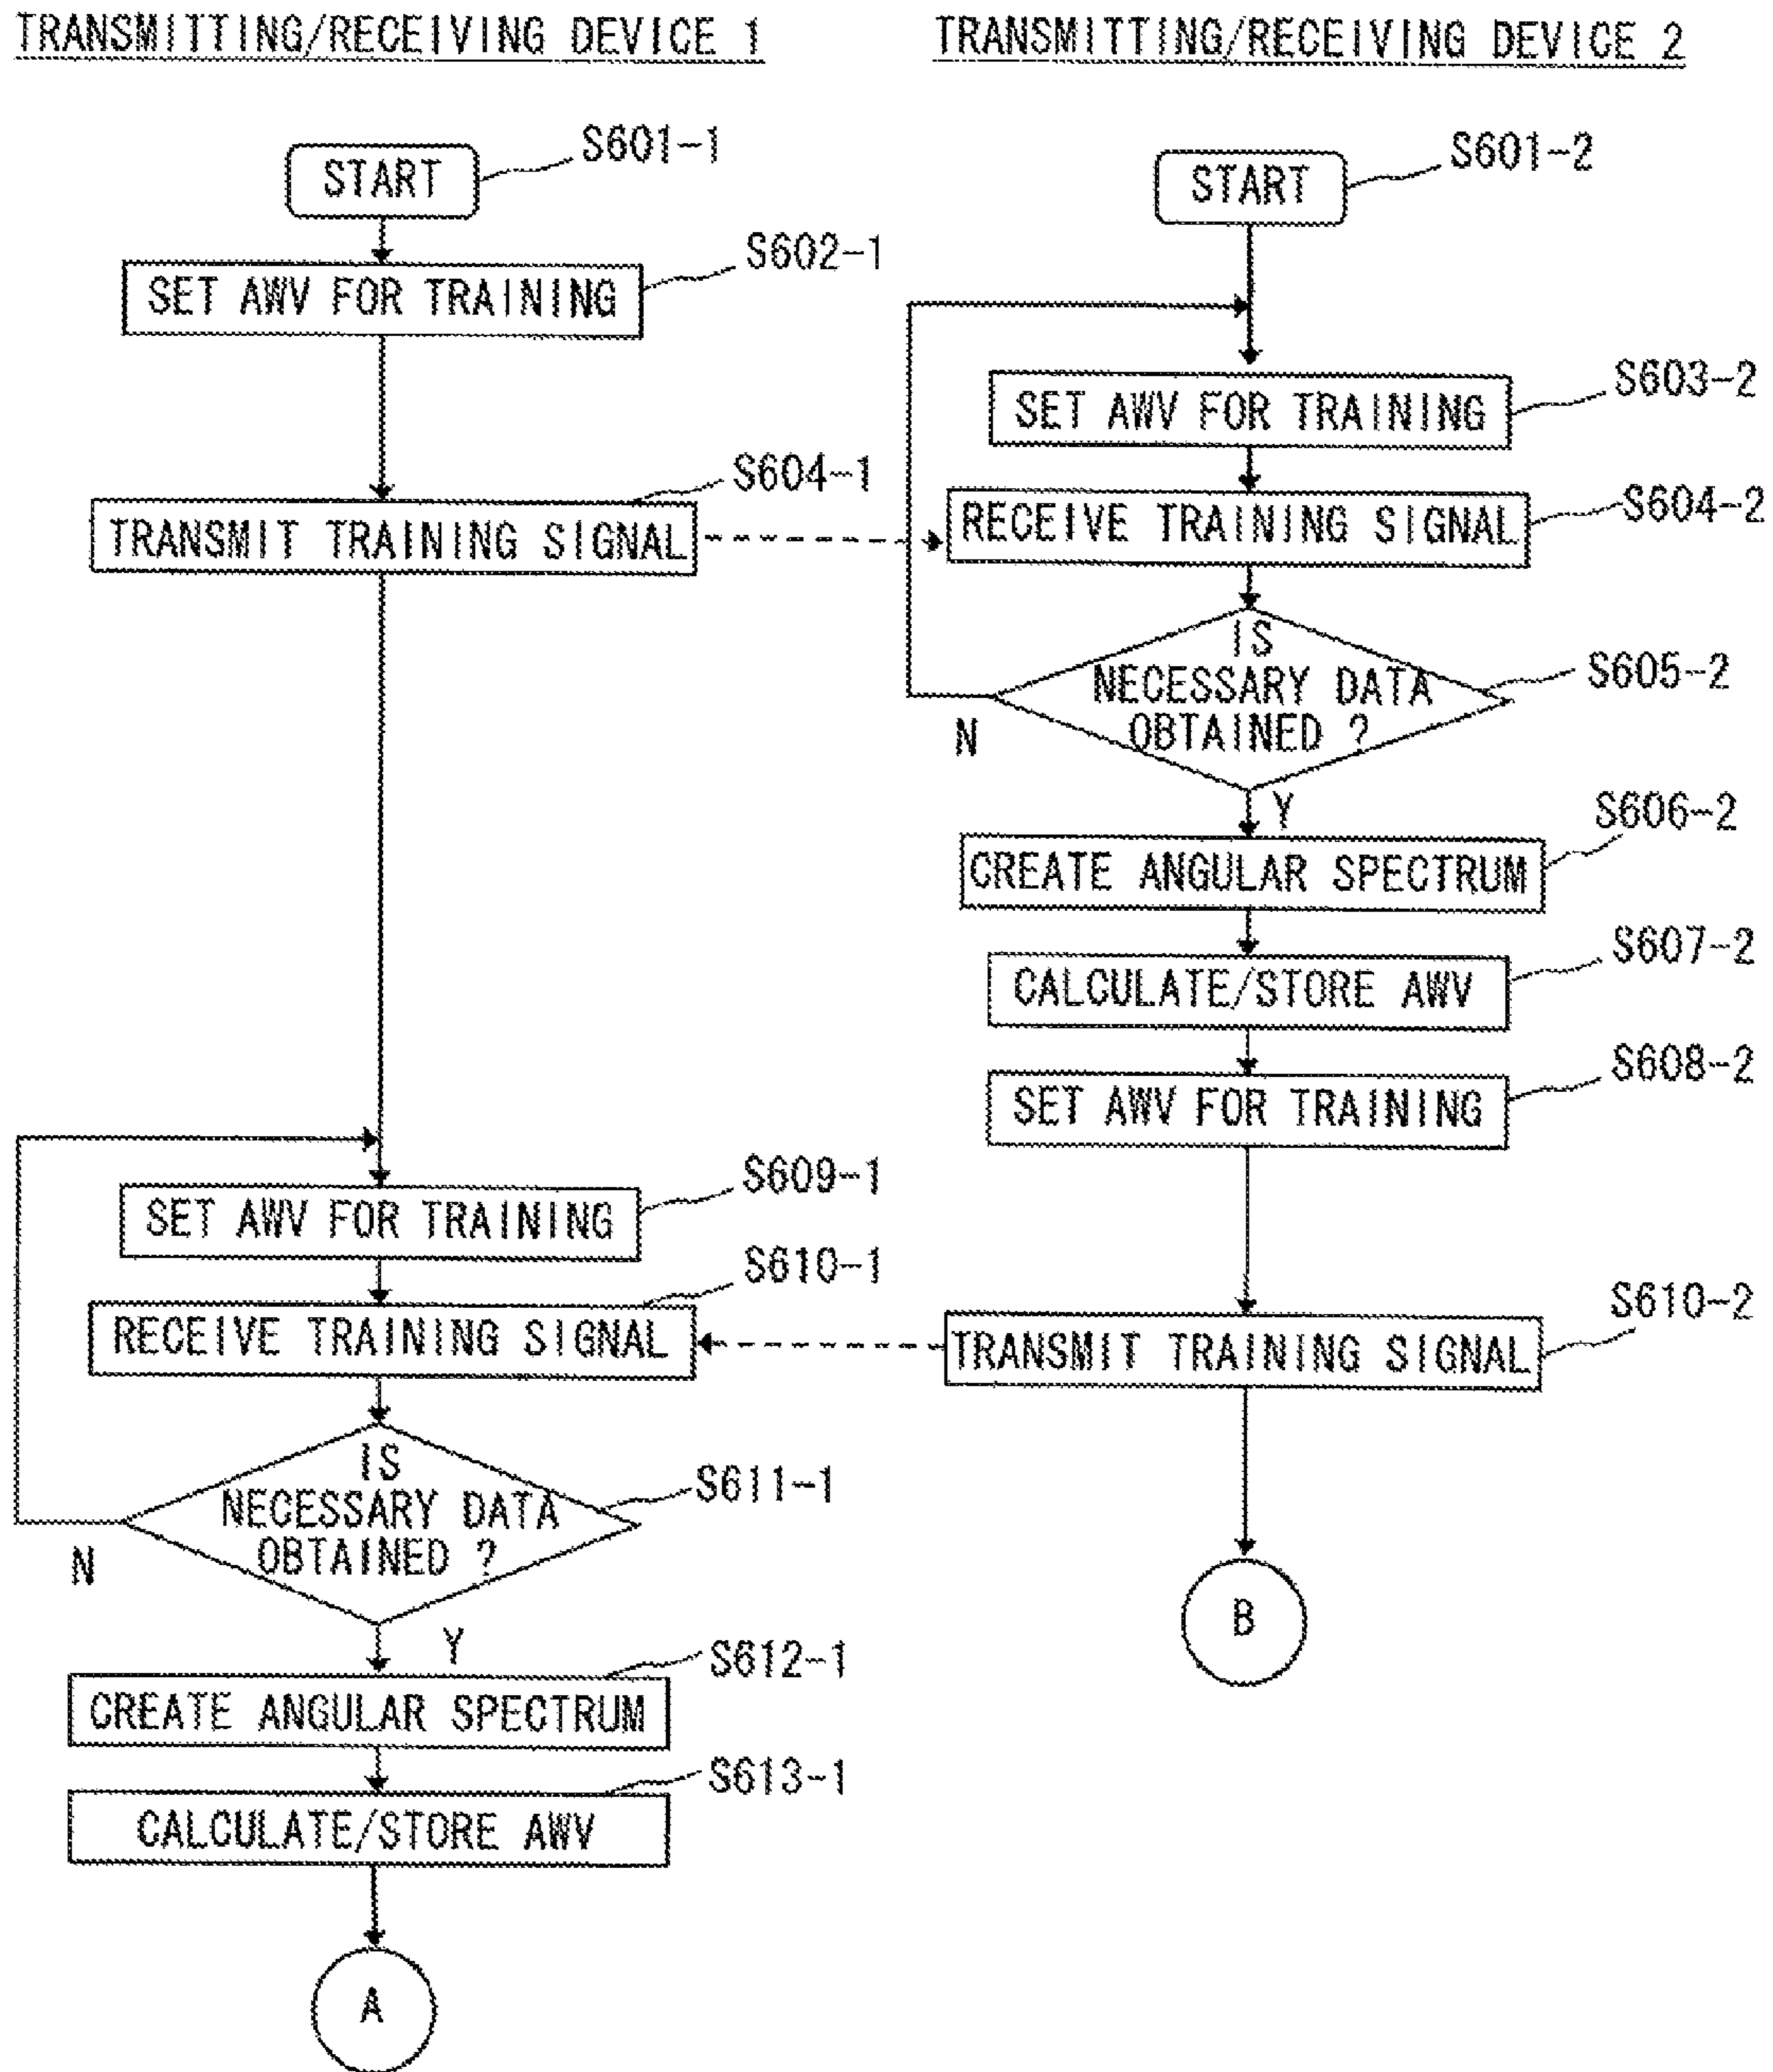 TRANSMITTING/RECEIVING DEVICE 1
START
S601-1
SET AWV FOR TRAINING
S602-1
TRANSMIT TRAINING SIGNAL
S604-1
SET AWV FOR TRAINING
S609-1
RECEIVE TRAINING SIGNAL
S610-1
IS
NECESSARY DATA
OBTAINED ?
S611-1
N
Y
CREATE ANGULAR SPECTRUM
S612-1
CALCULATE/STORE AWV
S613-1
A
TRANSMITTING/RECEIVING DEVICE 2
START
S601-2
SET AWV FOR TRAINING
S603-2
RECEIVE TRAINING SIGNAL
S604-2
IS
NECESSARY DATA
OBTAINED ?
S605-2
N
Y
CREATE ANGULAR SPECTRUM
S606-2
CALCULATE/STORE AWV
S607-2
SET AWV FOR TRAINING
S608-2
TRANSMIT TRAINING SIGNAL
S610-2
B